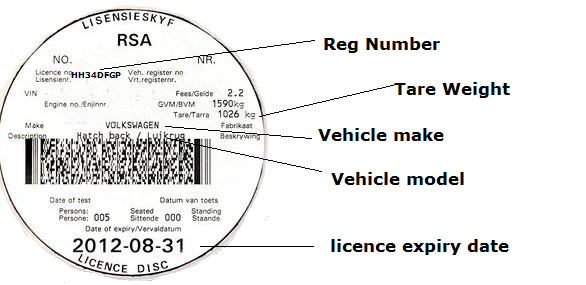 LISENSIESKYF
RSA
NO. NR.
Licence no. HH34DFGP Veh. register no
Lisensienr. Vrt.registernr.
Reg Number
VIN Fees/Gelde 2.2
Engine no./Enjinnr. GVM/BVM 1590kg
Tare/Tarra 1026 kg
Tare Weight
Make VOLKSWAGEN Fabrikaat
Vehicle make
Description Hatch back / Luikrug Beskrywing
Vehicle model
Date of test Datum van toets
Persons: 005 Seated 000 Standing
Persone: Sittende Staande
Date of expiry/Vervaldatum
2012-08-31
licence expiry date
LICENCE DISC